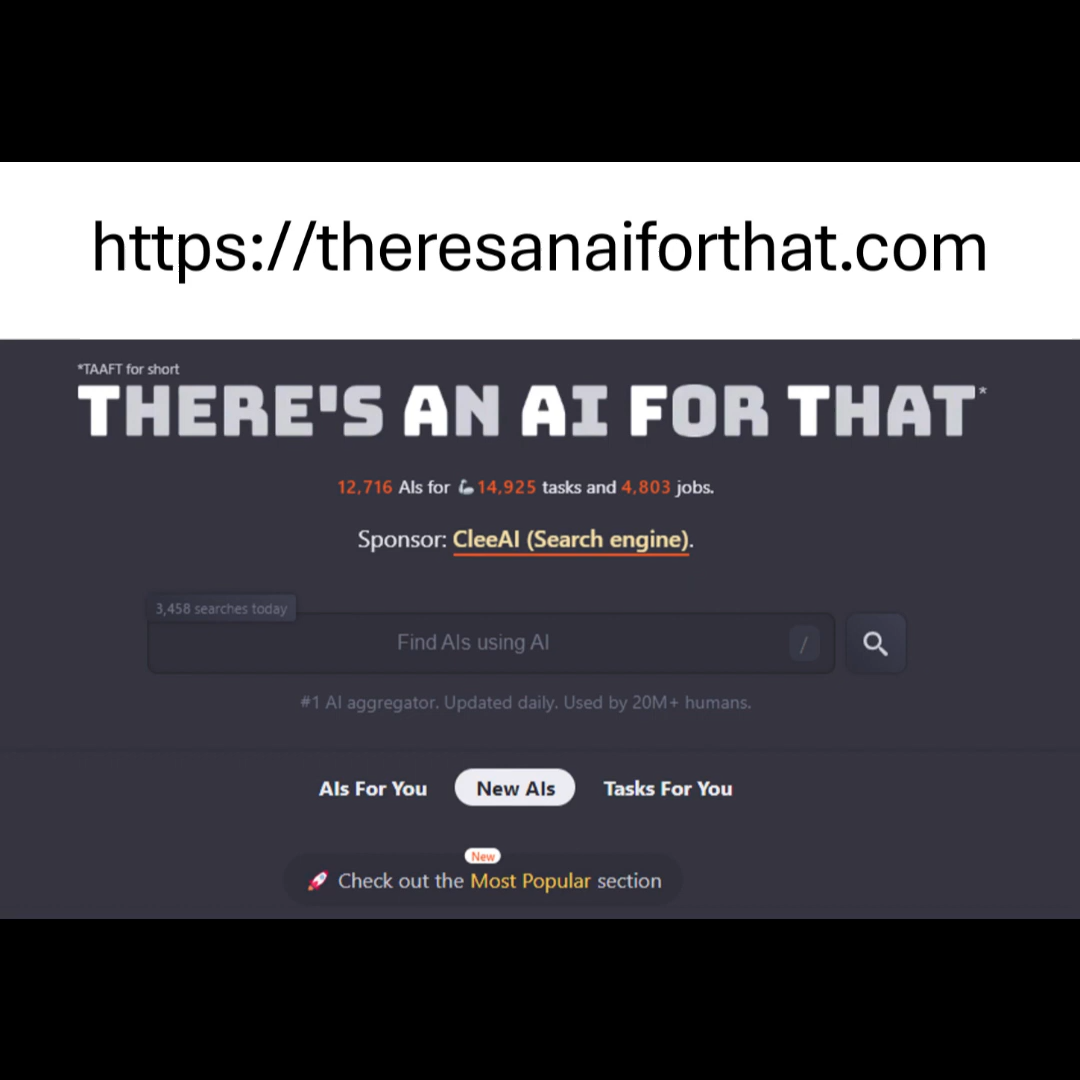 https://theresanaiforthat.com
*TAAFT for short
THERE'S AN AI FOR THAT*
12,716 AIs for 🦾 14,925 tasks and 4,803 jobs.
Sponsor: CleeAI (Search engine).
3,458 searches today
Find AIs using AI /
#1 AI aggregator. Updated daily. Used by 20M+ humans.
AIs For You New AIs Tasks For You
New
🚀 Check out the Most Popular section